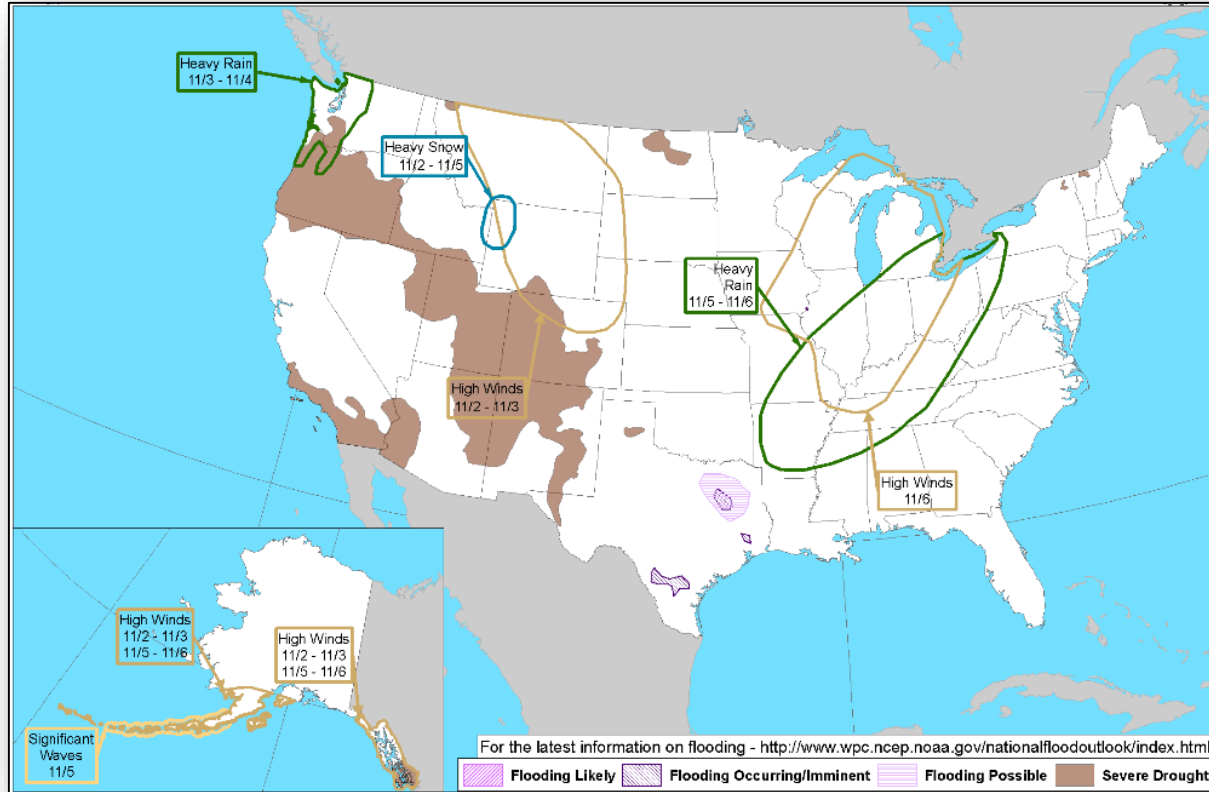 Heavy Rain
11/3 - 11/4
Heavy Snow
11/2 - 11/5
Heavy
Rain
11/5 - 11/6
High Winds
11/2 - 11/3
High Winds
11/6
High Winds
11/2 - 11/3
11/5 - 11/6
High Winds
11/2 - 11/3
11/5 - 11/6
Significant
Waves
11/5
For the latest information on flooding - http://www.wpc.ncep.noaa.gov/nationalfloodoutlook/index.html
Flooding Likely
Flooding Occurring/Imminent
Flooding Possible
Severe Drought